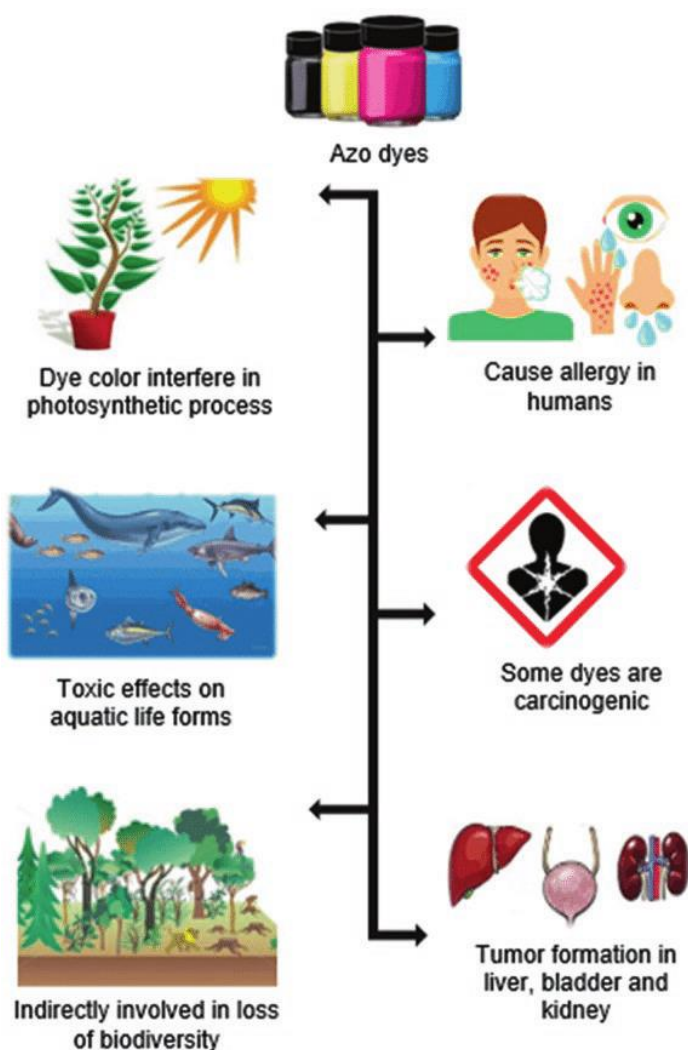 Azo dyes
Dye color interfere in
photosynthetic process
Cause allergy in
humans
Toxic effects on
aquatic life forms
Some dyes are
carcinogenic
Indirectly involved in loss
of biodiversity
Tumor formation in
liver, bladder and
kidney